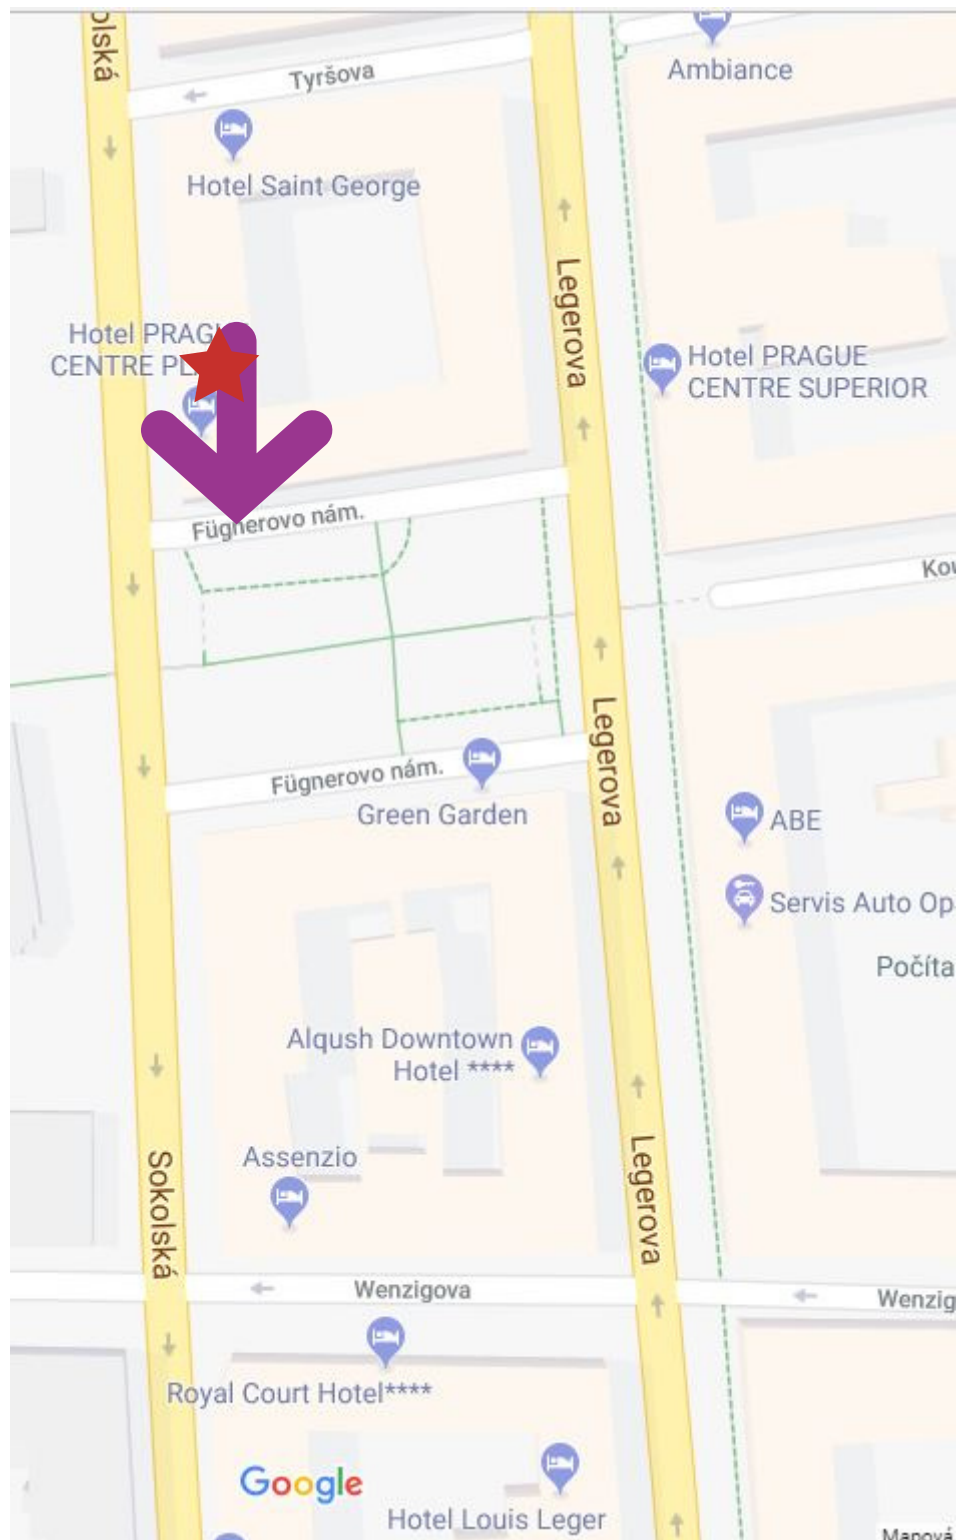 olská
Tyršova
Ambiance
Hotel Saint George
Legerova
Hotel PRAG
CENTRE PL
Hotel PRAGUE
CENTRE SUPERIOR
Fügnerovo nám.
Kou
Legerova
Fügnerovo nám.
Green Garden
ABE
Servis Auto Op
Počíta
Alqush Downtown
Hotel ****
Assenzio
Sokolská
Legerova
Wenzigova
Wenzig
Royal Court Hotel****
Google
Hotel Louis Leger
Mapová